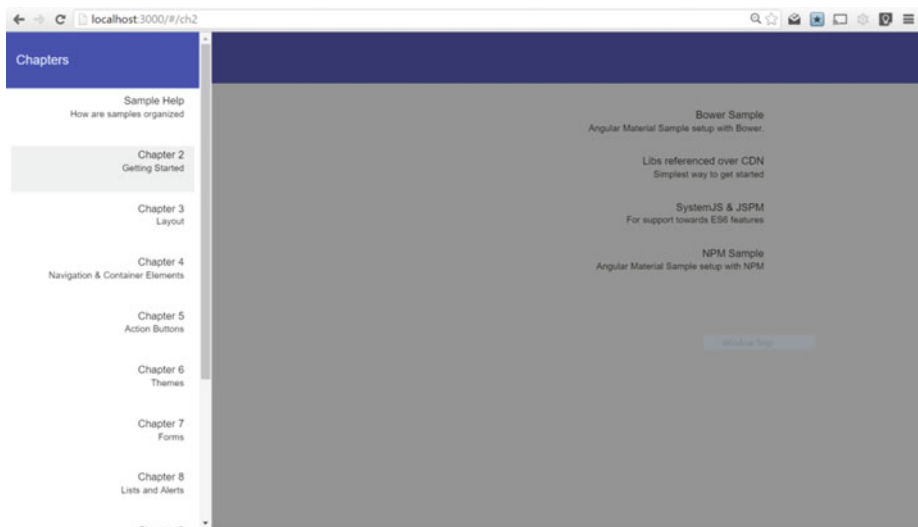 localhost:3000/#/ch2
Chapters
Sample Help
How are samples organized
Chapter 2
Getting Started
Chapter 3
Layout
Chapter 4
Navigation & Container Elements
Chapter 5
Action Buttons
Chapter 6
Themes
Chapter 7
Forms
Chapter 8
Lists and Alerts
Bower Sample
Angular Material Sample setup with Bower.
Libs referenced over CDN
Simplest way to get started
SystemJS & JSPM
For support towards ES6 features
NPM Sample
Angular Material Sample setup with NPM